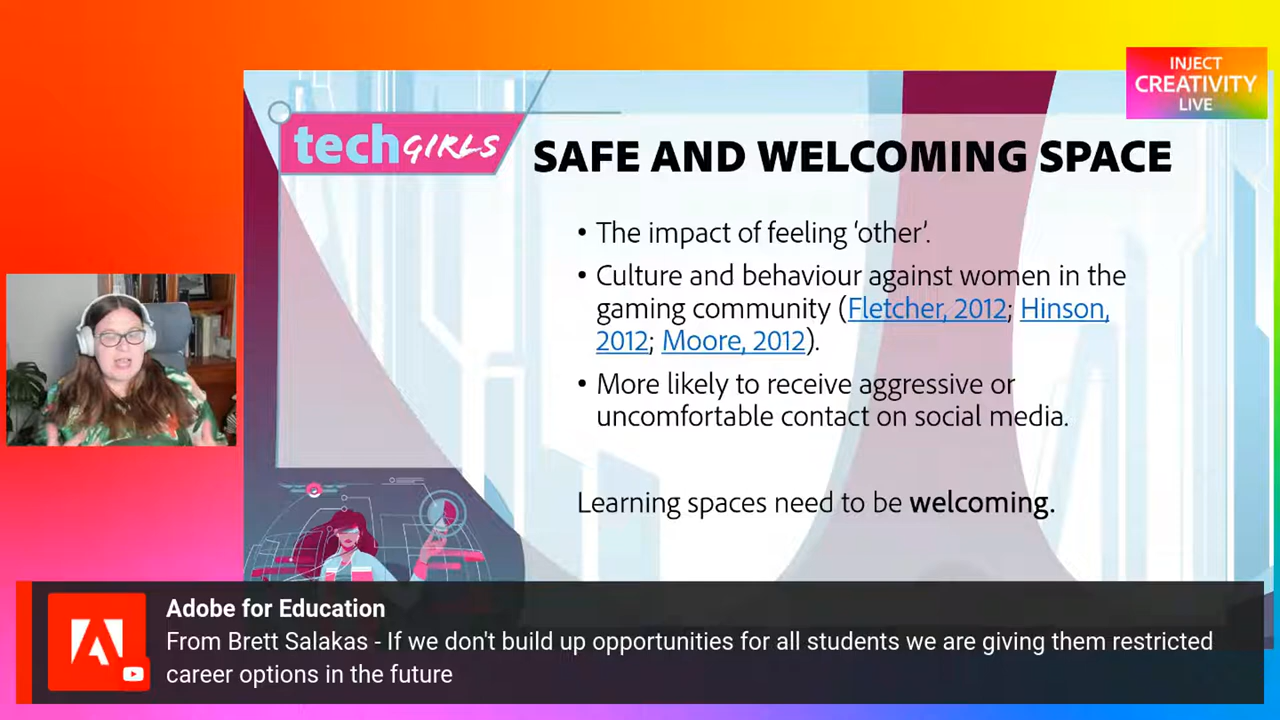 INJECT
CREATIVITY
LIVE
techGIRLS
SAFE AND WELCOMING SPACE
• The impact of feeling ‘other’.
• Culture and behaviour against women in the
gaming community (Fletcher, 2012; Hinson,
2012; Moore, 2012).
• More likely to receive aggressive or
uncomfortable contact on social media.
Learning spaces need to be welcoming.
Adobe for Education
From Brett Salakas - If we don't build up opportunities for all students we are giving them restricted
career options in the future